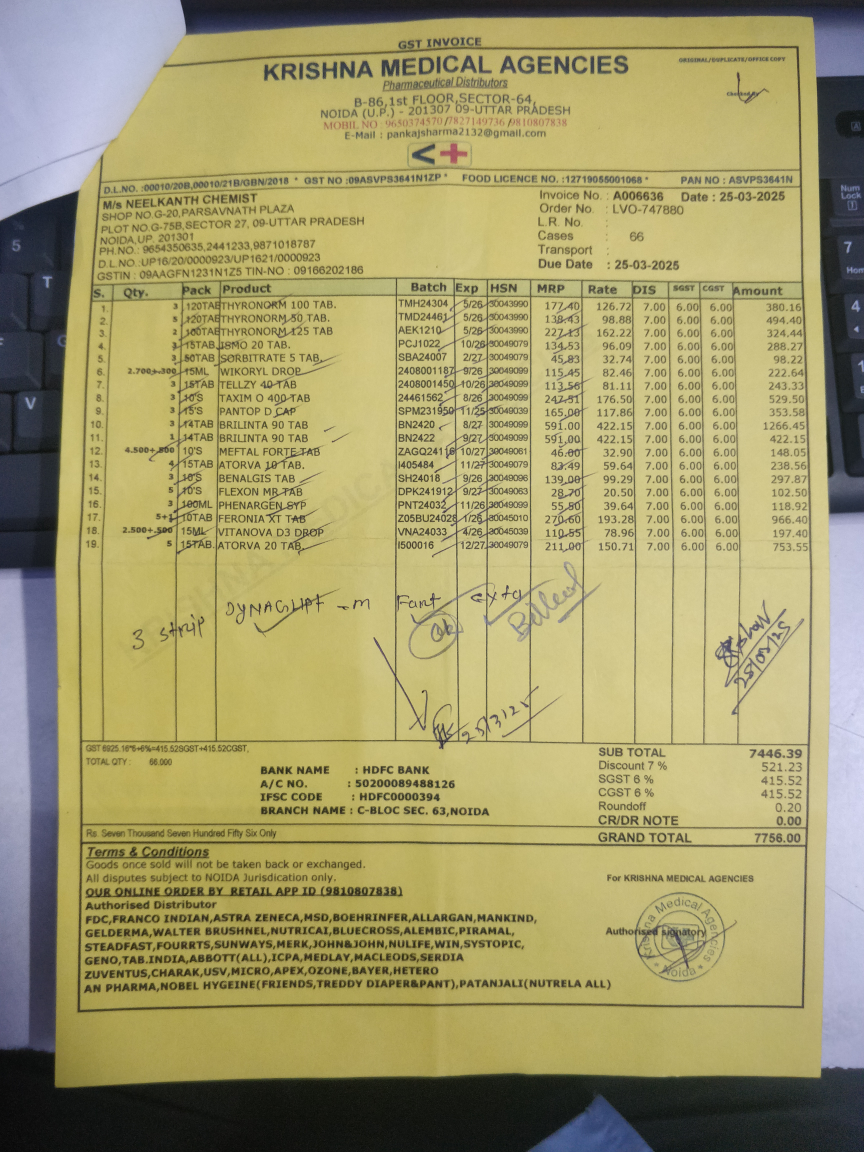 GST INVOICE
ORIGINAL/DUPLICATE/OFFICE COPY
KRISHNA MEDICAL AGENCIES
Pharmaceutical Distributors
Checked By
B-86,1st FLOOR,SECTOR-64,
NOIDA (U.P.) - 201307 09-UTTAR PRADESH
MOBIL NO : 9650374570 /7827149736 /9810807838
E-Mail : pankajsharma2132@gmail.com
D.L.NO. :00010/20B,00010/21B/GBN/2018 * GST NO :09ASVPS3641N1ZP * FOOD LICENCE NO. :12719055001068 * PAN NO : ASVPS3641N
M/s NEELKANTH CHEMIST
SHOP NO.G-20,PARSAVNATH PLAZA
PLOT NO.G-75B,SECTOR 27, 09-UTTAR PRADESH
NOIDA,UP 201301
PH.NO.: 9654350635,2441233,9871018787
D.L.NO: UP16/20/0000923/UP1621/0000923
GSTIN : 09AAGFN1231N1Z5 TIN-NO : 09166202186
Invoice No. : A006636 Date : 25-03-2025
Order No. : LVO-747880
L.R. No. :
Cases : 66
Transport :
Due Date : 25-03-2025
S. Qty. Pack Product Batch Exp HSN MRP Rate DIS SGST CGST Amount
1. 3 120TAB THYRONORM 100 TAB. TMH24304 5/26 30043990 177.40 126.72 7.00 6.00 6.00 380.16
2. 5 120TAB THYRONORM 50 TAB. TMD24461 5/26 30043990 138.43 98.88 7.00 6.00 6.00 494.40
3. 2 100TAB THYRONORM 125 TAB AEK1210 5/26 30043990 227.13 162.22 7.00 6.00 6.00 324.44
4. 3 15TAB ISMO 20 TAB. PCJ1022 10/26 30049079 134.53 96.09 7.00 6.00 6.00 288.27
5. 3 50TAB SORBITRATE 5 TAB. SBA24007 2/27 30049079 45.83 32.74 7.00 6.00 6.00 98.22
6. 2.700+.300 15ML WIKORYL DROP 2408001187 9/26 30049099 115.45 82.46 7.00 6.00 6.00 222.64
7. 3 15TAB TELLZY 40 TAB 2408001450 10/26 30049099 113.56 81.11 7.00 6.00 6.00 243.33
8. 3 10'S TAXIM O 400 TAB 24461562 8/26 30049099 247.51 176.50 7.00 6.00 6.00 529.50
9. 3 15'S PANTOP D CAP SPM231950 11/25 30049039 165.00 117.86 7.00 6.00 6.00 353.58
10. 3 14TAB BRILINTA 90 TAB BN2420 8/27 30049099 591.00 422.15 7.00 6.00 6.00 1266.45
11. 1 14TAB BRILINTA 90 TAB BN2422 9/27 30049099 591.00 422.15 7.00 6.00 6.00 422.15
12. 4.500+.500 10'S MEFTAL FORTE TAB ZAGQ24116 10/27 30049061 46.00 32.90 7.00 6.00 6.00 148.05
13. 4 15TAB ATORVA 10 TAB. I405484 11/27 30049079 83.49 59.64 7.00 6.00 6.00 238.56
14. 3 10'S BENALGIS TAB SH24018 9/26 30049096 139.00 99.29 7.00 6.00 6.00 297.87
15. 5 10'S FLEXON MR TAB DPK241912 9/27 30049063 28.70 20.50 7.00 6.00 6.00 102.50
16. 3 100ML PHENARGEN SYP PNT24032 11/26 30049099 55.50 39.64 7.00 6.00 6.00 118.92
17. 5+1 10TAB FERONIA XT TAB Z05BU24028 1/26 30045010 270.60 193.28 7.00 6.00 6.00 966.40
18. 2.500+.500 15ML VITANOVA D3 DROP VNA24033 4/26 30045039 110.55 78.96 7.00 6.00 6.00 197.40
19. 5 15TAB. ATORVA 20 TAB. I500016 12/27 30049079 211.00 150.71 7.00 6.00 6.00 753.55
3 strip DYNAGLIPT -m Fant exta
Billed
25/03/25
25/3/25
GST 6925.16*6+6%=415.52SGST+415.52CGST,
TOTAL QTY : 66.000
BANK NAME : HDFC BANK
A/C NO. : 50200089488126
IFSC CODE : HDFC0000394
BRANCH NAME : C-BLOC SEC. 63,NOIDA
SUB TOTAL 7446.39
Discount 7 % 521.23
SGST 6 % 415.52
CGST 6 % 415.52
Roundoff 0.20
CR/DR NOTE 0.00
Rs. Seven Thousand Seven Hundred Fifty Six Only
GRAND TOTAL 7756.00
Terms & Conditions
Goods once sold will not be taken back or exchanged.
All disputes subject to NOIDA Jurisdication only.
OUR ONLINE ORDER BY RETAIL APP ID (9810807838)
Authorised Distributor
FDC,FRANCO INDIAN,ASTRA ZENECA,MSD,BOEHRINFER,ALLARGAN,MANKIND,
GELDERMA,WALTER BRUSHNEL,NUTRICAI,BLUECROSS,ALEMBIC,PIRAMAL,
STEADFAST,FOURRTS,SUNWAYS,MERK,JOHN&JOHN,NULIFE,WIN,SYSTOPIC,
GENO,TAB.INDIA,ABBOTT(ALL),ICPA,MEDLAY,MACLEODS,SERDIA
ZUVENTUS,CHARAK,USV,MICRO,APEX,OZONE,BAYER,HETERO
AN PHARMA,NOBEL HYGEINE(FRIENDS,TREDDY DIAPER&PANT),PATANJALI(NUTRELA ALL)
For KRISHNA MEDICAL AGENCIES
Authorised signatory
Krishna Medical Agencies
Noida